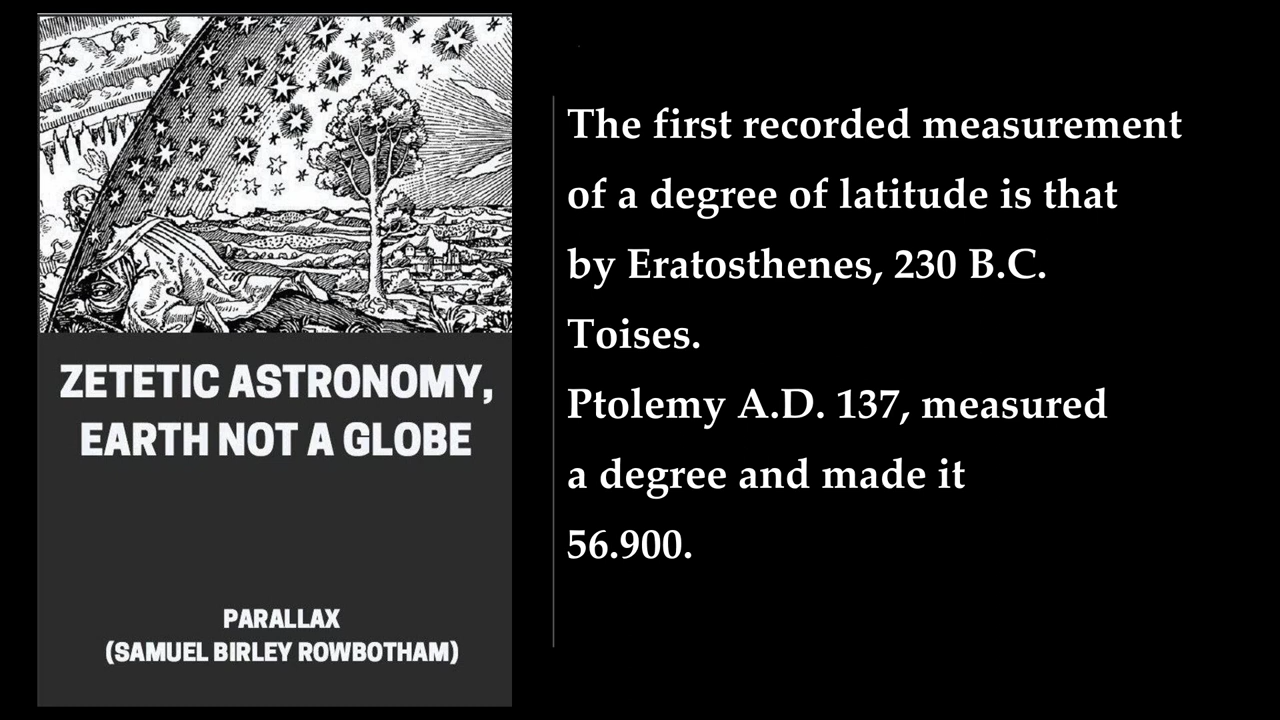 ZETETIC ASTRONOMY,
EARTH NOT A GLOBE
PARALLAX
(SAMUEL BIRLEY ROWBOTHAM)
The first recorded measurement
of a degree of latitude is that
by Eratosthenes, 230 B.C.
Toises.
Ptolemy A.D. 137, measured
a degree and made it
56.900.